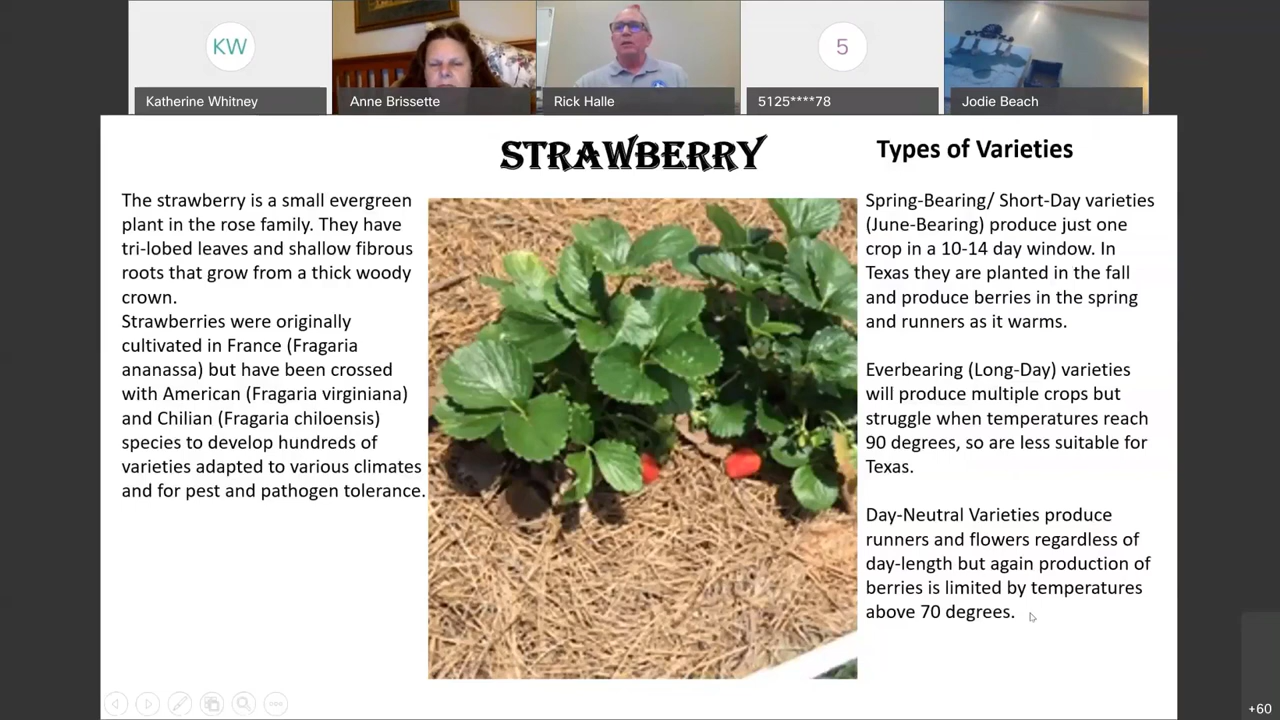 KW
Katherine Whitney
Anne Brissette
Rick Halle
5
5125****78
Jodie Beach
STRAWBERRY
The strawberry is a small evergreen
plant in the rose family. They have
tri-lobed leaves and shallow fibrous
roots that grow from a thick woody
crown.
Strawberries were originally
cultivated in France (Fragaria
ananassa) but have been crossed
with American (Fragaria virginiana)
and Chilian (Fragaria chiloensis)
species to develop hundreds of
varieties adapted to various climates
and for pest and pathogen tolerance.
Types of Varieties
Spring-Bearing/ Short-Day varieties
(June-Bearing) produce just one
crop in a 10-14 day window. In
Texas they are planted in the fall
and produce berries in the spring
and runners as it warms.
Everbearing (Long-Day) varieties
will produce multiple crops but
struggle when temperatures reach
90 degrees, so are less suitable for
Texas.
Day-Neutral Varieties produce
runners and flowers regardless of
day-length but again production of
berries is limited by temperatures
above 70 degrees.
+60